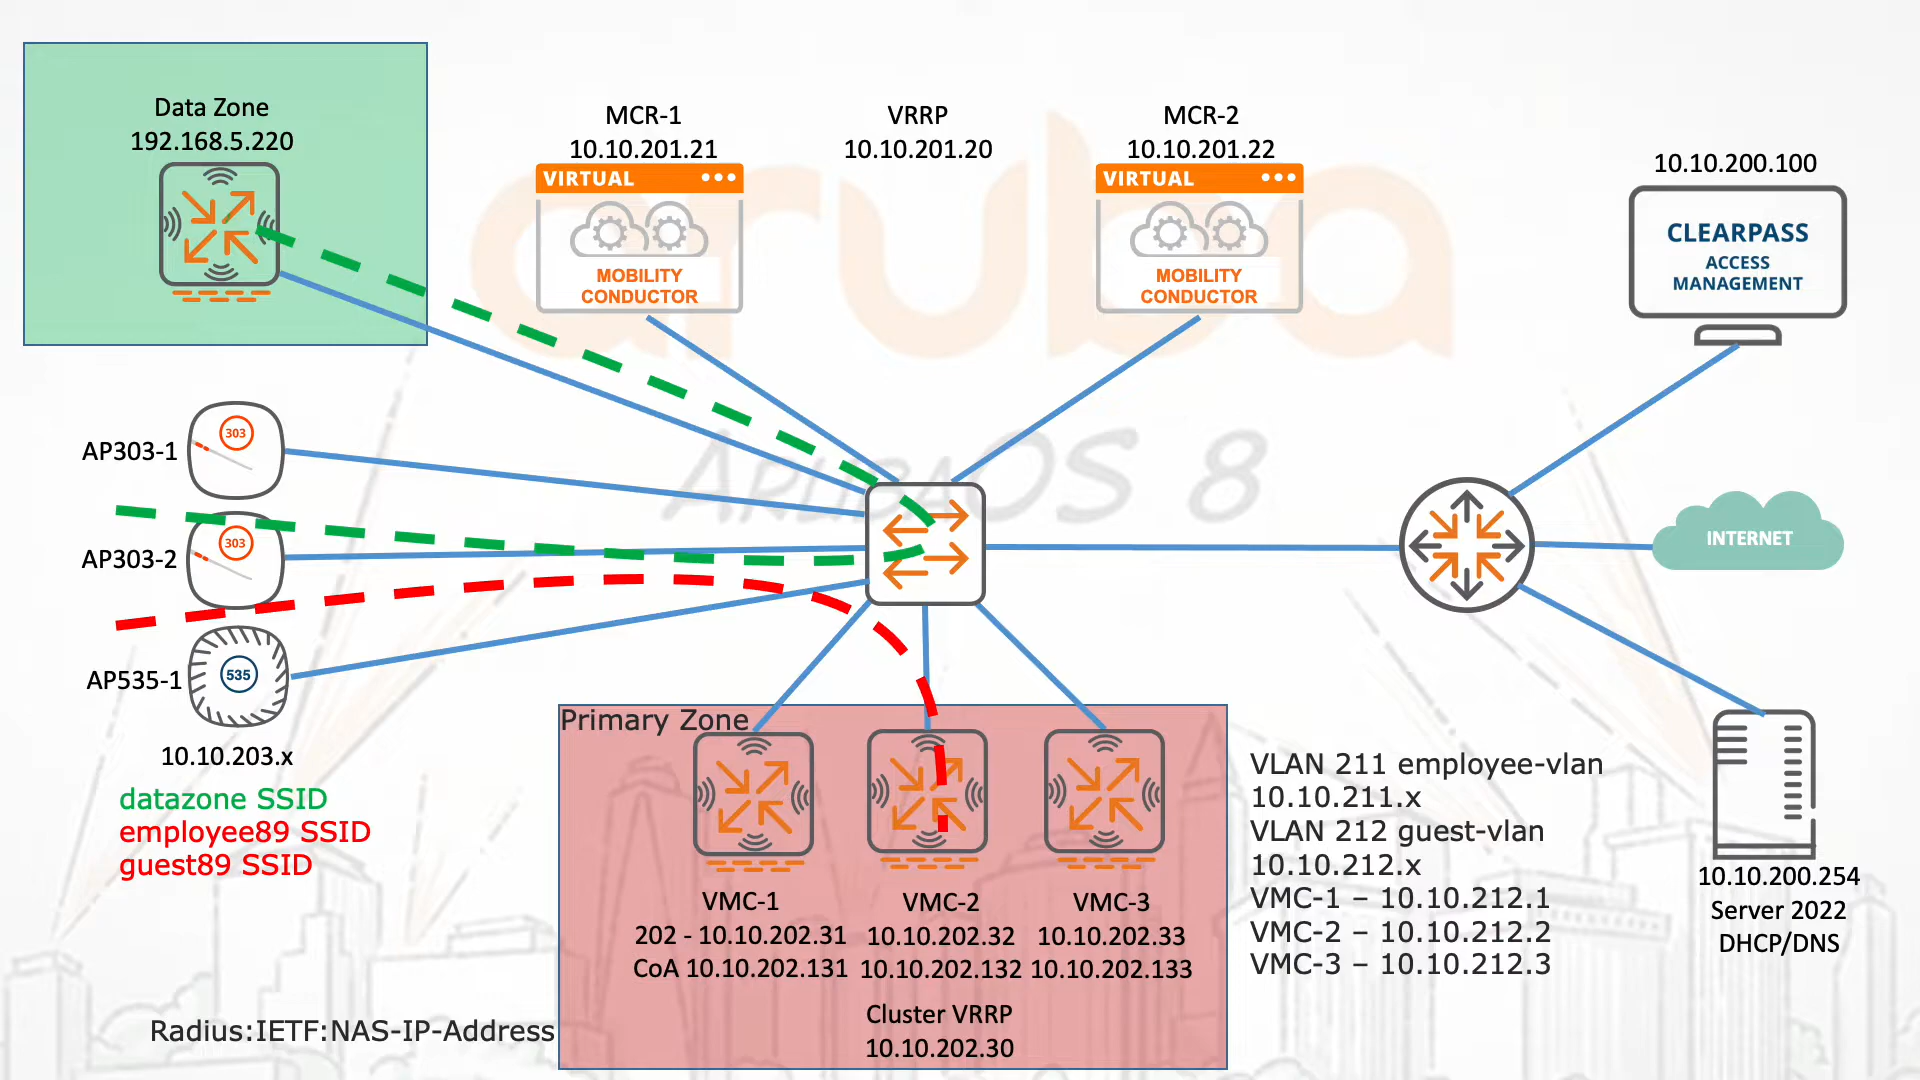 Data Zone
192.168.5.220
MCR-1
10.10.201.21
VIRTUAL
MOBILITY
CONDUCTOR
VRRP
10.10.201.20
MCR-2
10.10.201.22
VIRTUAL
MOBILITY
CONDUCTOR
10.10.200.100
CLEARPASS
ACCESS
MANAGEMENT
aruba
ARUBAOS 8
AP303-1
303
AP303-2
303
AP535-1
535
10.10.203.x
datazone SSID
employee89 SSID
guest89 SSID
INTERNET
Primary Zone
VMC-1
202 - 10.10.202.31
CoA 10.10.202.131
VMC-2
10.10.202.32
10.10.202.132
VMC-3
10.10.202.33
10.10.202.133
Cluster VRRP
10.10.202.30
VLAN 211 employee-vlan
10.10.211.x
VLAN 212 guest-vlan
10.10.212.x
VMC-1 – 10.10.212.1
VMC-2 – 10.10.212.2
VMC-3 – 10.10.212.3
10.10.200.254
Server 2022
DHCP/DNS
Radius:IETF:NAS-IP-Address